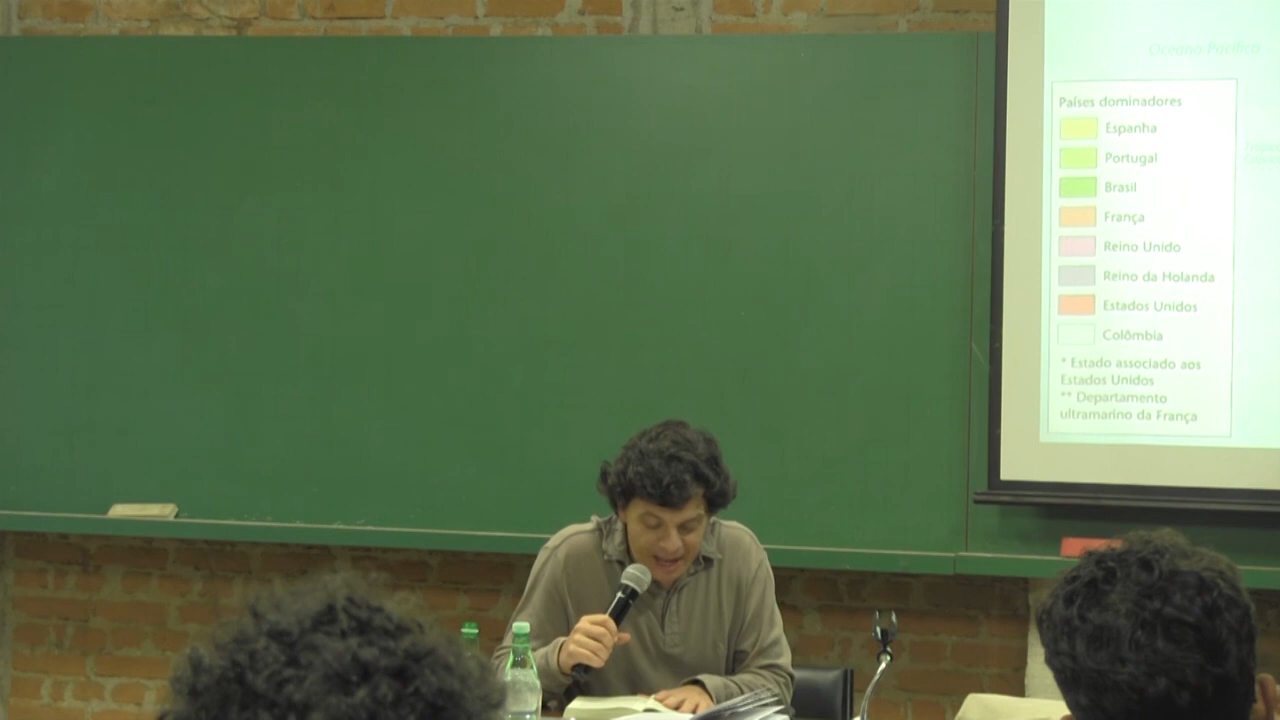 Oceano Pacífico
Países dominadores
Espanha
Portugal
Brasil
França
Reino Unido
Reino da Holanda
Estados Unidos
Colômbia
* Estado associado aos
Estados Unidos
** Departamento
ultramarino da França